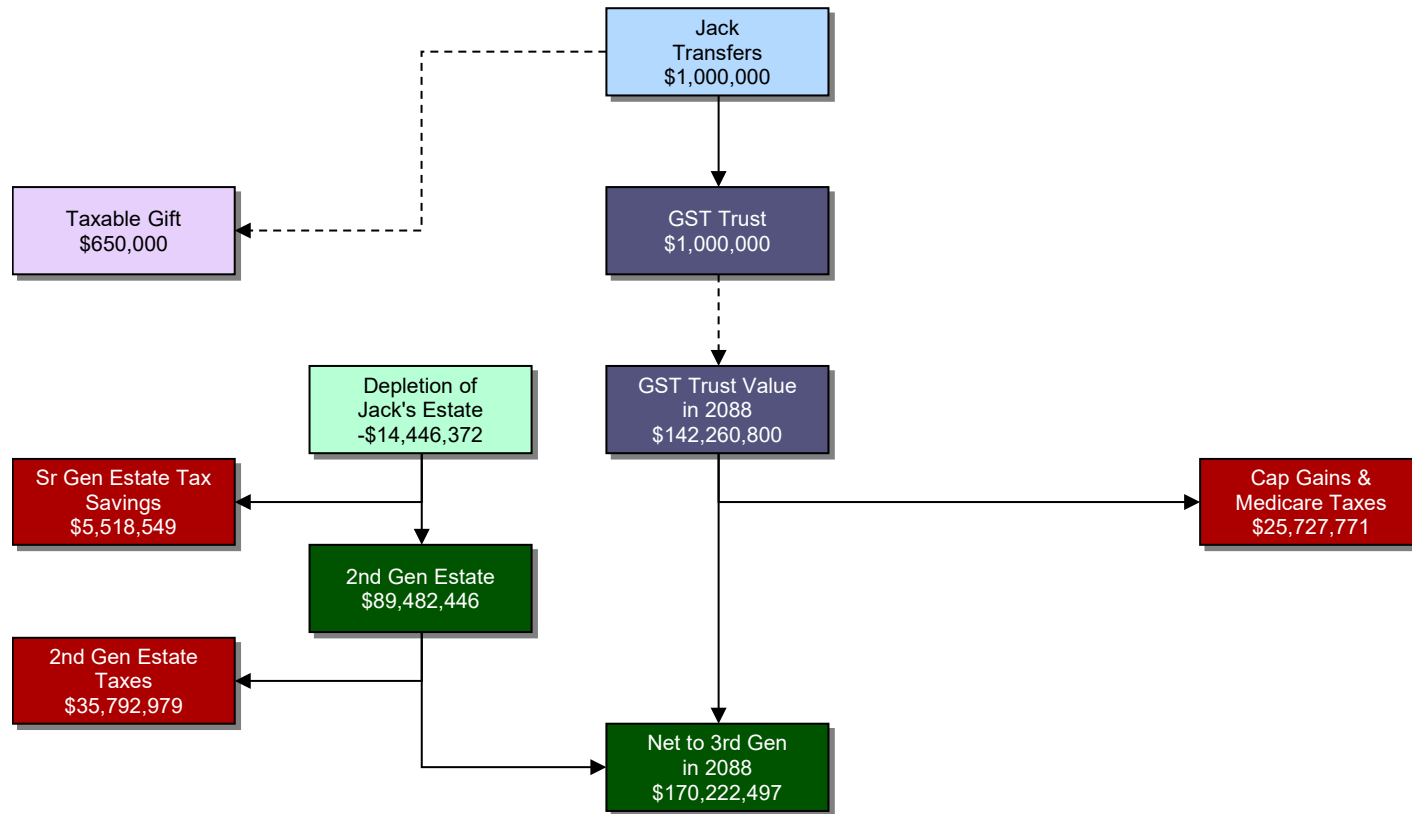 Jack
Transfers
$1,000,000
Taxable Gift
$650,000
GST Trust
$1,000,000
Depletion of
Jack's Estate
-$14,446,372
GST Trust Value
in 2088
$142,260,800
Sr Gen Estate Tax
Savings
$5,518,549
Cap Gains &
Medicare Taxes
$25,727,771
2nd Gen Estate
$89,482,446
2nd Gen Estate
Taxes
$35,792,979
Net to 3rd Gen
in 2088
$170,222,497